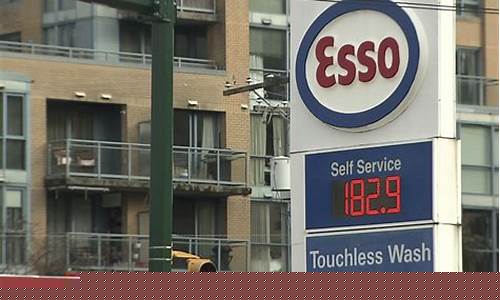 Esso
Self Service
182.9
Touchless Wash